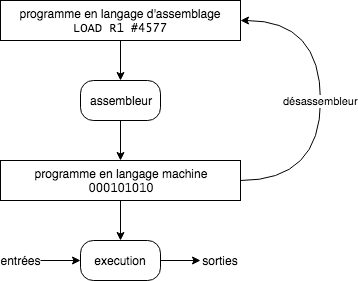 programme en langage d'assemblage
LOAD R1 #4577
assembleur
désassembleur
programme en langage machine
000101010
entrées
execution
sorties